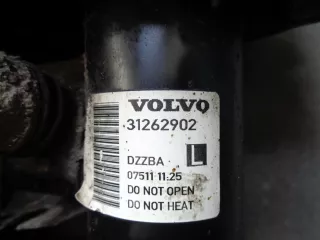 VOLVO
31262902
DZZBA L
07511 11:25
DO NOT OPEN
DO NOT HEAT